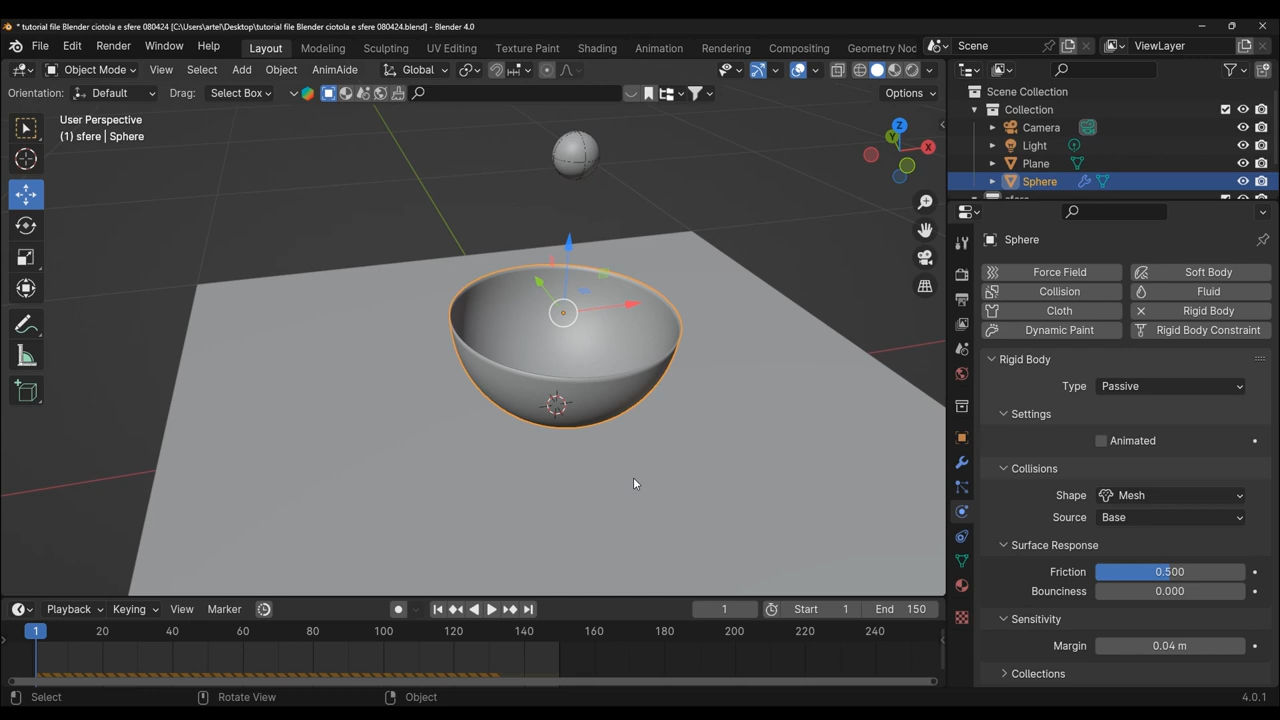 * tutorial file Blender ciotola e sfere 080424 [C:\Users\artel\Desktop\tutorial file Blender ciotola e sfere 080424.blend] - Blender 4.0
File Edit Render Window Help Layout Modeling Sculpting UV Editing Texture Paint Shading Animation Rendering Compositing Geometry Noc Scene ViewLayer
Object Mode View Select Add Object AnimAide Global
Orientation: Default Drag: Select Box Options
User Perspective
(1) sfere | Sphere
Z
Y
X
Scene Collection
Collection
Camera
Light
Plane
Sphere
Sphere
Force Field Soft Body
Collision Fluid
Cloth Rigid Body
Dynamic Paint Rigid Body Constraint
Rigid Body
Type Passive
Settings
Animated
Collisions
Shape Mesh
Source Base
Surface Response
Friction 0.500
Bounciness 0.000
Sensitivity
Margin 0.04 m
Collections
Playback Keying View Marker 1 Start 1 End 150
1 20 40 60 80 100 120 140 160 180 200 220 240
Select Rotate View Object 4.0.1